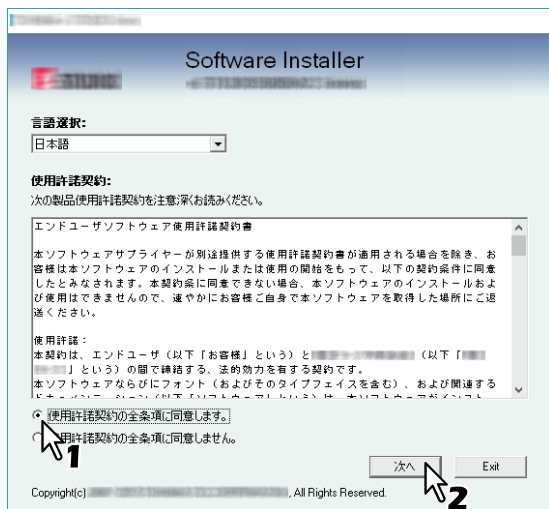 Software Installer
言語選択:
日本語
使用許諾契約:
次の製品使用許諾契約を注意深くお読みください。
エンドユーザソフトウェア使用許諾契約書
本ソフトウェアサプライヤーが別途提供する使用許諾契約書が適用される場合を除き、お
客様は本ソフトウェアのインストールまたは使用の開始をもって、以下の契約条件に同意
したとみなされます。本契約条に同意できない場合、本ソフトウェアのインストールおよ
び使用はできませんので、速やかにお客様ご自身で本ソフトウェアを取得した場所にご返
送ください。
使用許諾：
本契約は、エンドユーザ（以下「お客様」という）と（以下「
」という）の間で締結する、法的効力を有する契約です。
本ソフトウェアならびにフォント（およびそのタイプフェイスを含む）、および関連する
使用許諾契約の全条項に同意します。
使用許諾契約の全条項に同意しません。
1
次へ
Exit
2
Copyright(c) , All Rights Reserved.